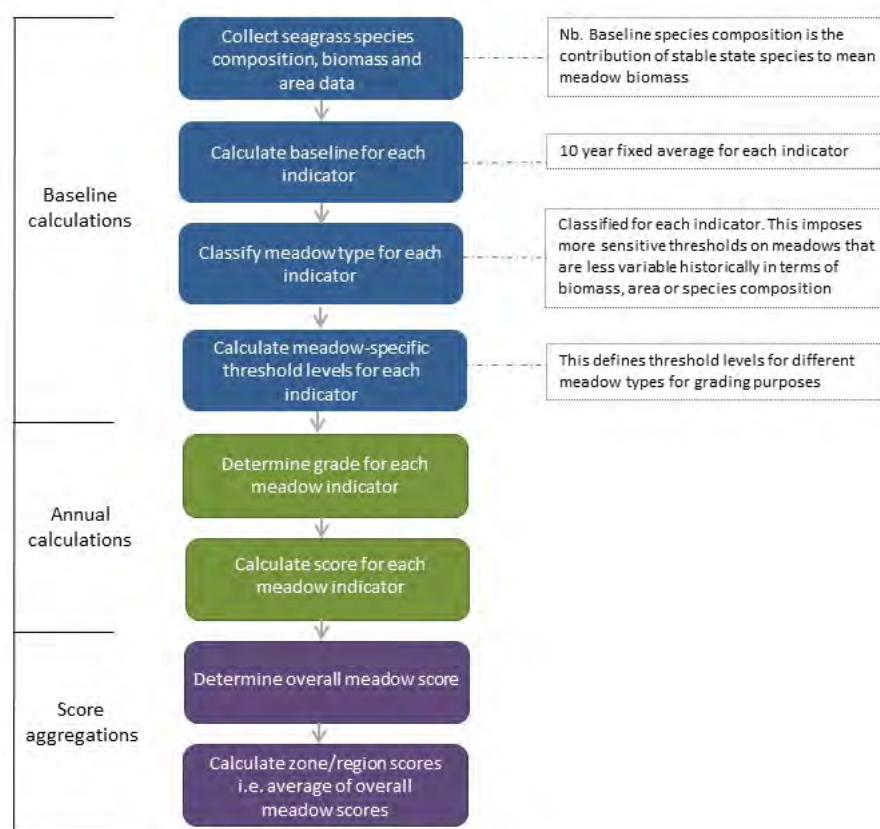 Collect seagrass species
composition, biomass and
area data
Nb. Baseline species composition is the
contribution of stable state species to mean
meadow biomass
Calculate baseline for each
indicator
10 year fixed average for each indicator
Baseline
calculations
Classify meadow type for each
indicator
Classified for each indicator. This imposes
more sensitive thresholds on meadows that
are less variable historically in terms of
biomass, area or species composition
Calculate meadow-specific
threshold levels for each
indicator
This defines threshold levels for different
meadow types for grading purposes
Annual
calculations
Determine grade for each
meadow indicator
Calculate score for each
meadow indicator
Score
aggregations
Determine overall meadow score
Calculate zone/region scores
i.e. average of overall
meadow scores